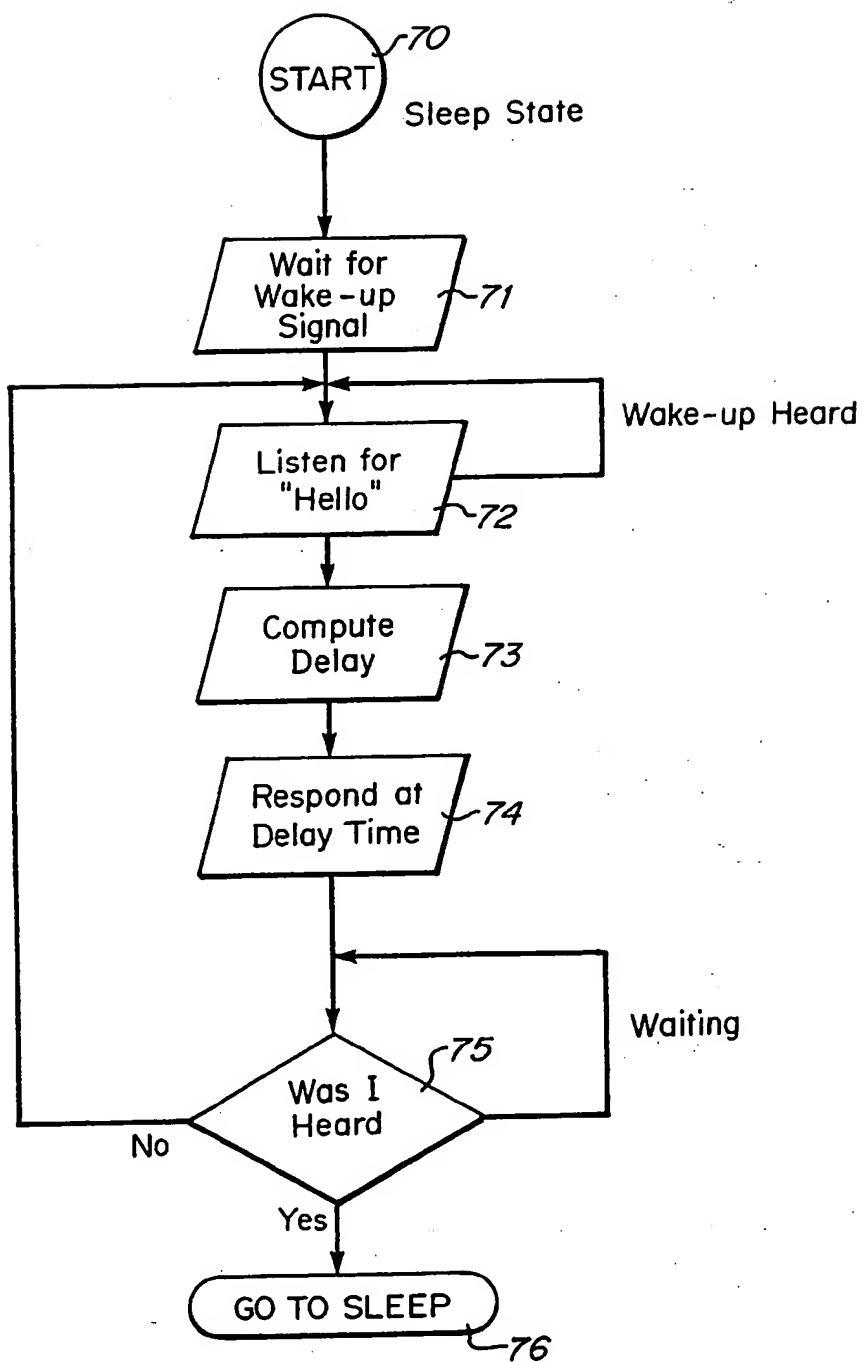 70
START
Sleep State
Wait for
Wake-up
Signal
71
Wake-up Heard
Listen for
"Hello"
72
Compute
Delay
73
Respond at
Delay Time
74
Waiting
75
Was I
Heard
No
Yes
GO TO SLEEP
76